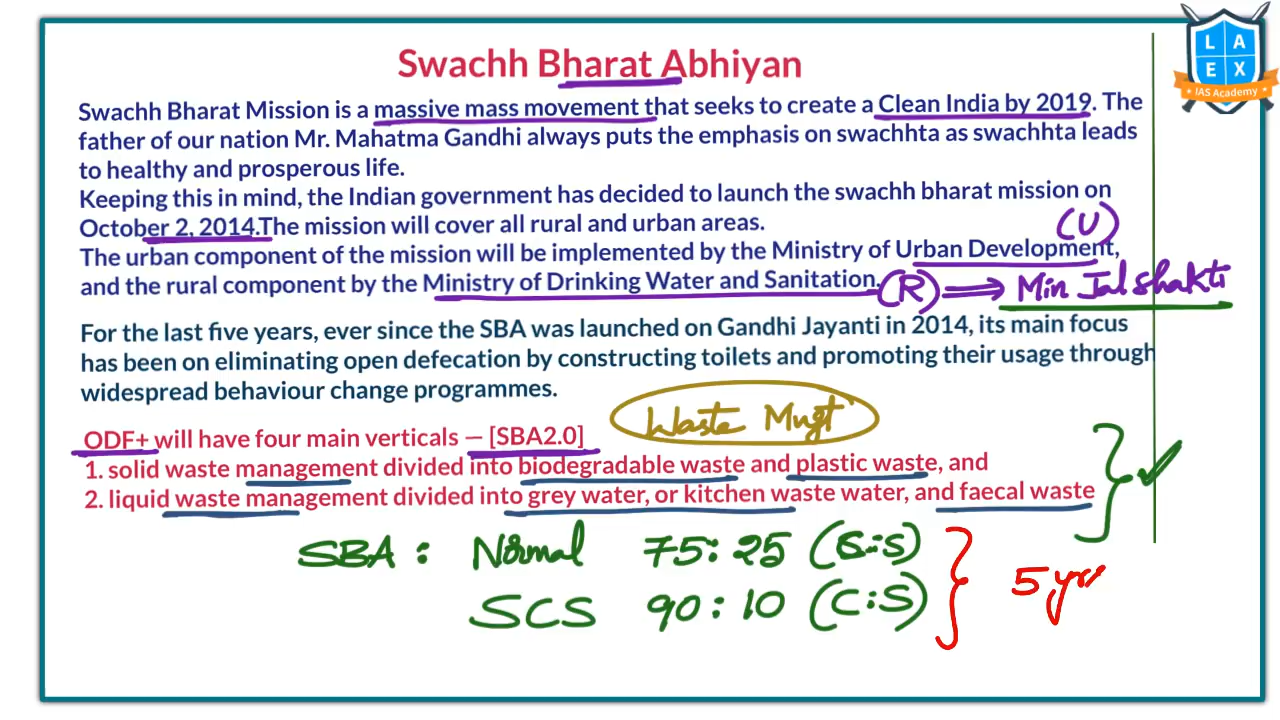 Swachh Bharat Abhiyan
L A
E X
IAS Academy
Swachh Bharat Mission is a massive mass movement that seeks to create a Clean India by 2019. The
father of our nation Mr. Mahatma Gandhi always puts the emphasis on swachhta as swachhta leads
to healthy and prosperous life.
Keeping this in mind, the Indian government has decided to launch the swachh bharat mission on
October 2, 2014.The mission will cover all rural and urban areas.
(U)
The urban component of the mission will be implemented by the Ministry of Urban Development,
and the rural component by the Ministry of Drinking Water and Sanitation. (R) ⟹ Min Jal Shakti
For the last five years, ever since the SBA was launched on Gandhi Jayanti in 2014, its main focus
has been on eliminating open defecation by constructing toilets and promoting their usage through
widespread behaviour change programmes.
Waste Mngt
ODF+ will have four main verticals — [SBA2.0]
1. solid waste management divided into biodegradable waste and plastic waste, and
2. liquid waste management divided into grey water, or kitchen waste water, and faecal waste
SBA : Normal 75:25 (C:S)
SCS 90:10 (C:S)
5 yrs